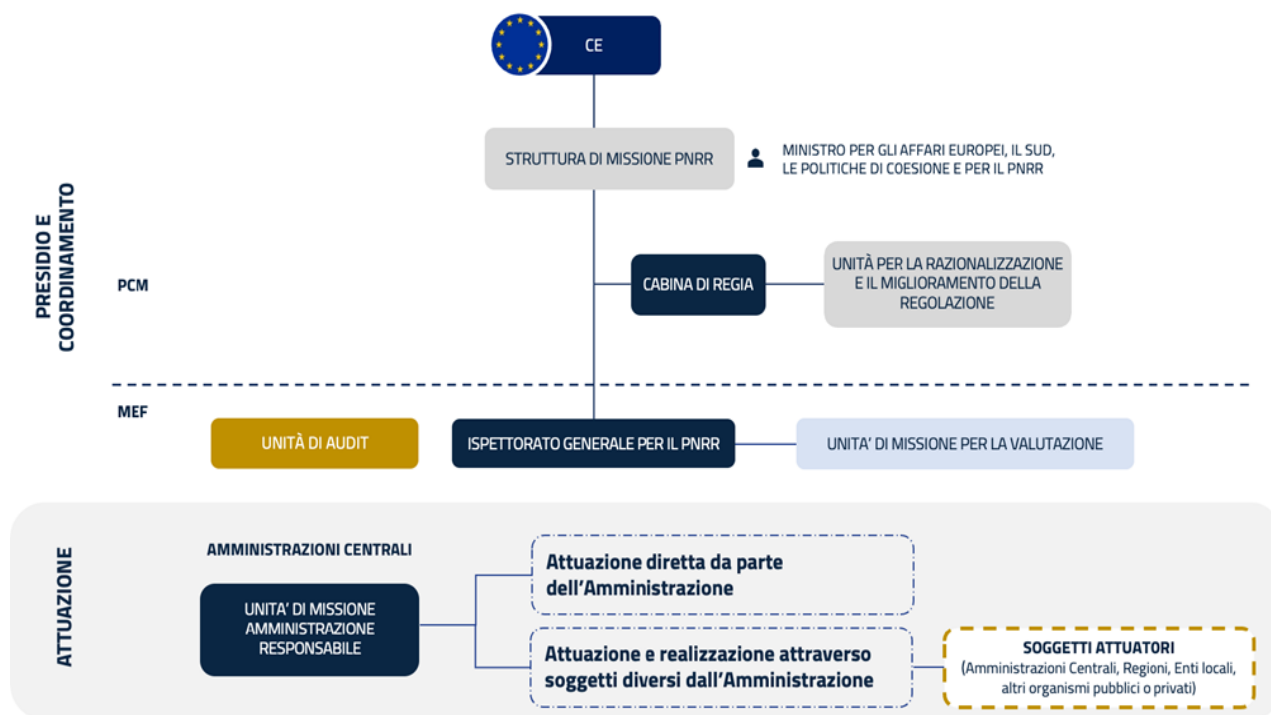 CE
STRUTTURA DI MISSIONE PNRR
MINISTRO PER GLI AFFARI EUROPEI, IL SUD,
LE POLITICHE DI COESIONE E PER IL PNRR
PRESIDIO E
COORDINAMENTO
PCM
CABINA DI REGIA
UNITÀ PER LA RAZIONALIZZAZIONE
E IL MIGLIORAMENTO DELLA
REGOLAZIONE
MEF
UNITÀ DI AUDIT
ISPETTORATO GENERALE PER IL PNRR
UNITA' DI MISSIONE PER LA VALUTAZIONE
ATTUAZIONE
AMMINISTRAZIONI CENTRALI
UNITA' DI MISSIONE
AMMINISTRAZIONE
RESPONSABILE
Attuazione diretta da parte
dell'Amministrazione
Attuazione e realizzazione attraverso
soggetti diversi dall'Amministrazione
SOGGETTI ATTUATORI
(Amministrazioni Centrali, Regioni, Enti locali,
altri organismi pubblici o privati)